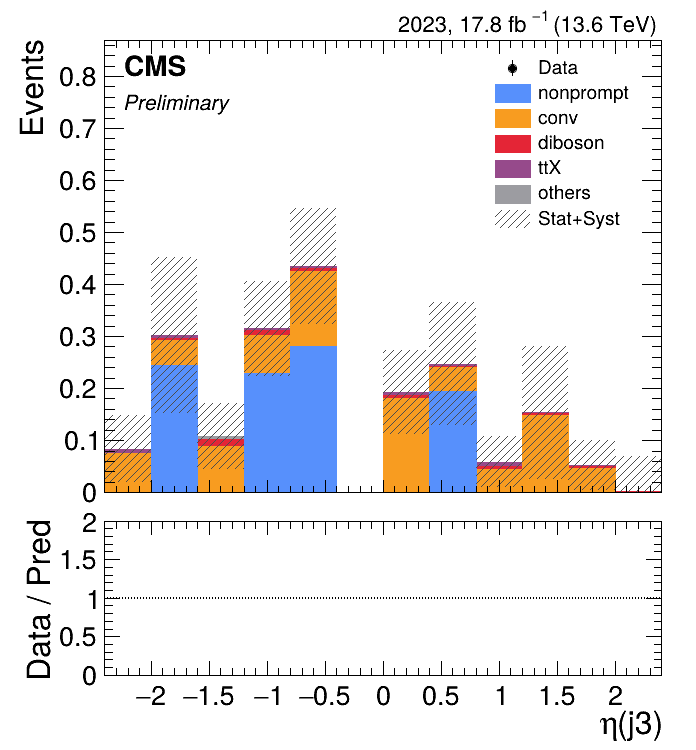 2023, 17.8 fb⁻¹ (13.6 TeV)
CMS
Preliminary
Events
Data
nonprompt
conv
diboson
ttX
others
Stat+Syst
0.8
0.7
0.6
0.5
0.4
0.3
0.2
0.1
0
Data / Pred
2
1.5
1
0.5
0
−2 −1.5 −1 −0.5 0 0.5 1 1.5 2
η(j3)